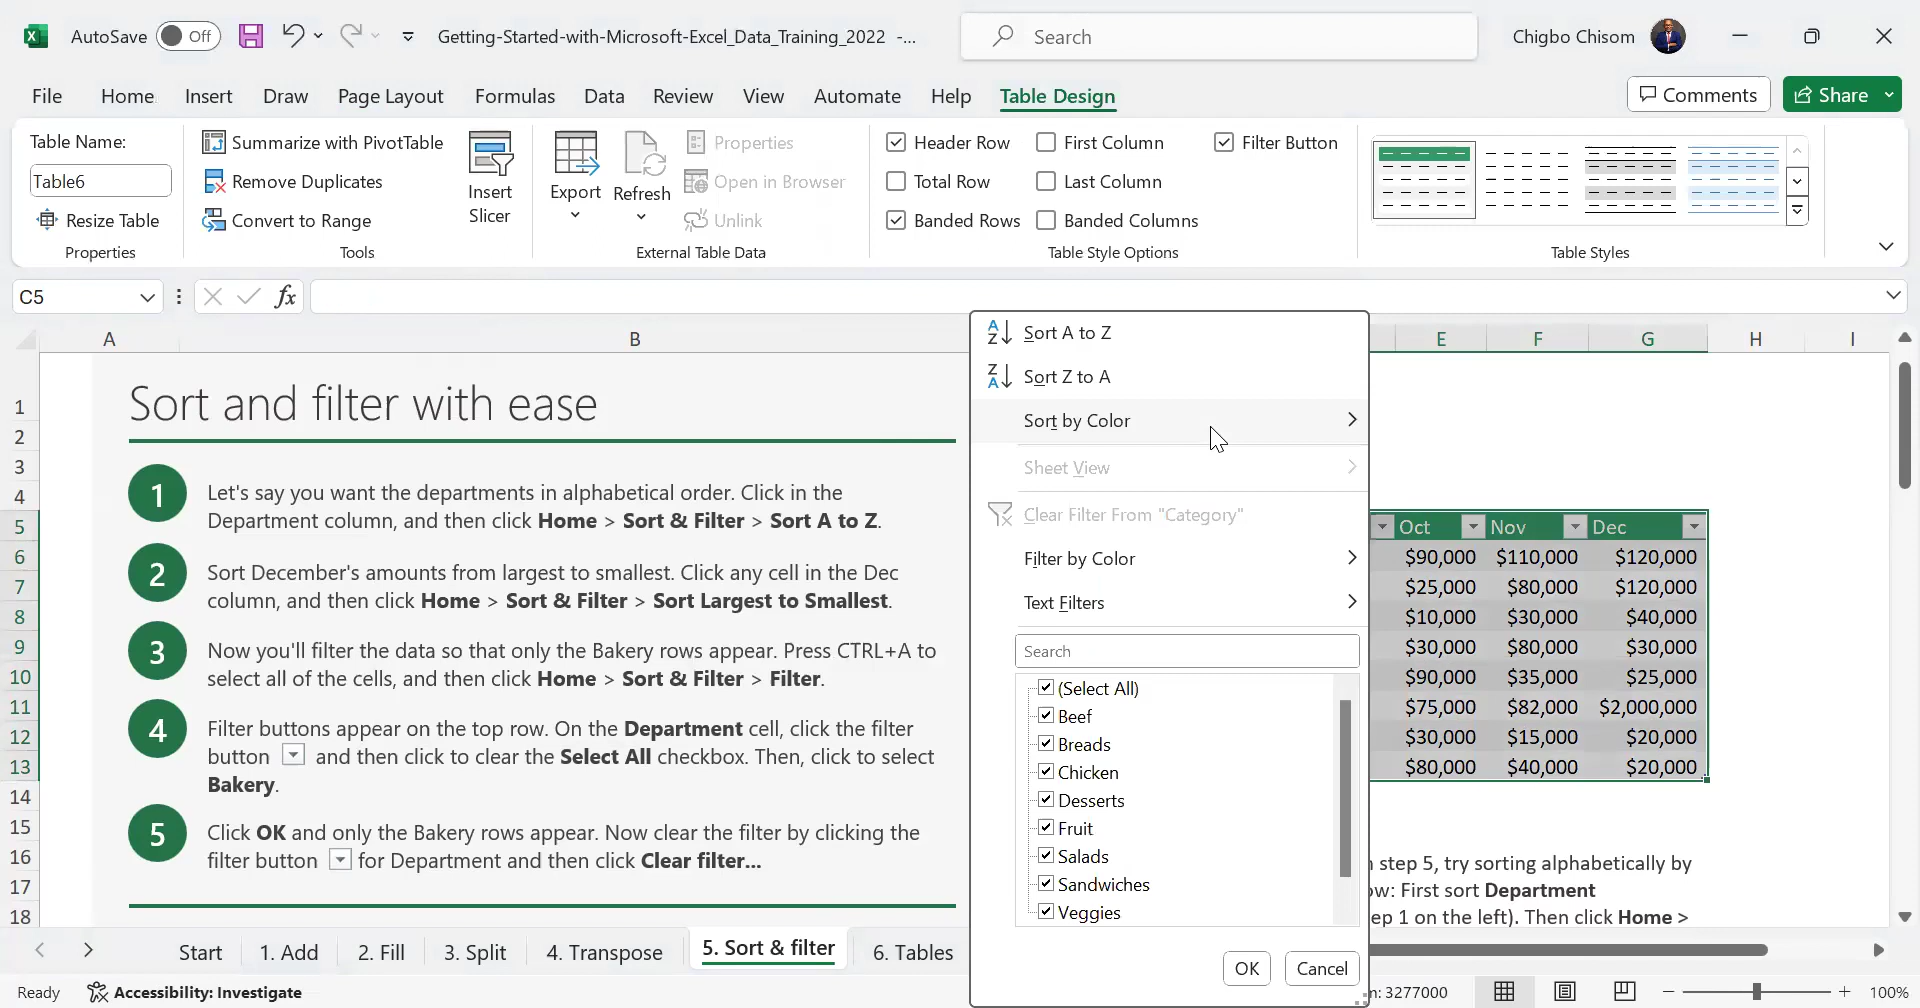 AutoSave Off Getting-Started-with-Microsoft-Excel_Data_Training_2022 -... Search Chigbo Chisom
File Home Insert Draw Page Layout Formulas Data Review View Automate Help Table Design Comments Share
Table Name:
Table6
Resize Table
Properties
Summarize with PivotTable
Remove Duplicates
Convert to Range
Tools
Insert
Slicer
Export
Refresh
Properties
Open in Browser
Unlink
External Table Data
Header Row First Column Filter Button
Total Row Last Column
Banded Rows Banded Columns
Table Style Options
Table Styles
C5 fx
A B E F G H I
1
2
3
4
5
6
7
8
9
10
11
12
13
14
15
16
17
18
Sort and filter with ease
1 Let's say you want the departments in alphabetical order. Click in the
Department column, and then click Home > Sort & Filter > Sort A to Z.
2 Sort December's amounts from largest to smallest. Click any cell in the Dec
column, and then click Home > Sort & Filter > Sort Largest to Smallest.
3 Now you'll filter the data so that only the Bakery rows appear. Press CTRL+A to
select all of the cells, and then click Home > Sort & Filter > Filter.
4 Filter buttons appear on the top row. On the Department cell, click the filter
button and then click to clear the Select All checkbox. Then, click to select
Bakery.
5 Click OK and only the Bakery rows appear. Now clear the filter by clicking the
filter button for Department and then click Clear filter...
Sort A to Z
Sort Z to A
Sort by Color
Sheet View
Clear Filter From "Category"
Filter by Color
Text Filters
Search
(Select All)
Beef
Breads
Chicken
Desserts
Fruit
Salads
Sandwiches
Veggies
OK Cancel
Oct Nov Dec
$90,000 $110,000 $120,000
$25,000 $80,000 $120,000
$10,000 $30,000 $40,000
$30,000 $80,000 $30,000
$90,000 $35,000 $25,000
$75,000 $82,000 $2,000,000
$30,000 $15,000 $20,000
$80,000 $40,000 $20,000
step 5, try sorting alphabetically by
ow: First sort Department
ep 1 on the left). Then click Home >
Start 1. Add 2. Fill 3. Split 4. Transpose 5. Sort & filter 6. Tables
Ready Accessibility: Investigate n: 3277000 100%